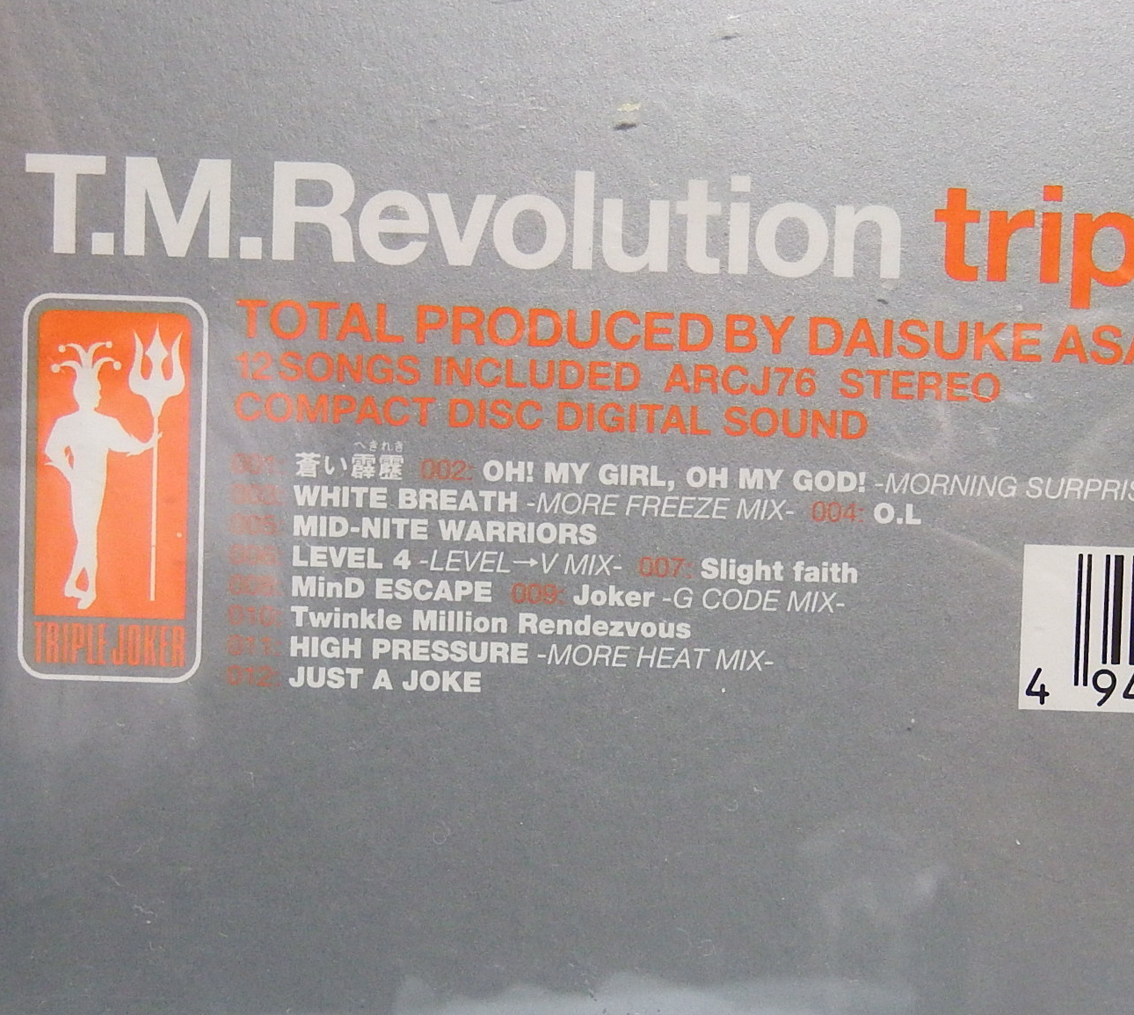 T.M.Revolution trip
TOTAL PRODUCED BY DAISUKE ASA
12 SONGS INCLUDED ARCJ76 STEREO
COMPACT DISC DIGITAL SOUND
へきれき
001: 蒼い霹靂 002: OH! MY GIRL, OH MY GOD! -MORNING SURPRIS
003: WHITE BREATH -MORE FREEZE MIX- 004: O.L
005: MID-NITE WARRIORS
006: LEVEL 4 -LEVEL→V MIX- 007: Slight faith
008: MinD ESCAPE 009: Joker -G CODE MIX-
010: Twinkle Million Rendezvous
011: HIGH PRESSURE -MORE HEAT MIX-
012: JUST A JOKE
TRIPLE JOKER
4 94